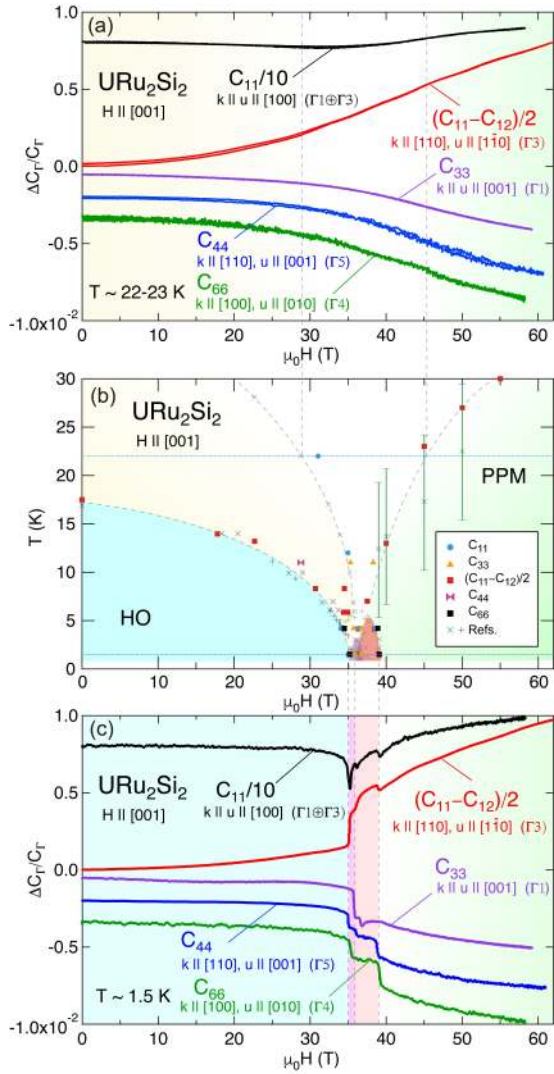 (a)
1.0
0.5
0.0
-0.5
-1.0x10⁻²
ΔC_Γ/C_Γ
URu₂Si₂
H || [001]
C₁₁/10
k || u || [100] (Γ1⊕Γ3)
(C₁₁−C₁₂)/2
k || [110], u || [11̄0] (Γ3)
C₃₃
k || u || [001] (Γ1)
C₄₄
k || [110], u || [001] (Γ5)
C₆₆
k || [100], u || [010] (Γ4)
T ~ 22-23 K
0 10 20 30 40 50 60
μ₀H (T)
(b)
30
25
20
15
10
5
0
T (K)
URu₂Si₂
H || [001]
PPM
HO
C₁₁
C₃₃
(C₁₁−C₁₂)/2
C₄₄
C₆₆
× + Refs.
0 10 20 30 40 50 60
μ₀H (T)
(c)
1.0
0.5
0.0
-0.5
-1.0x10⁻²
ΔC_Γ/C_Γ
URu₂Si₂
H || [001]
C₁₁/10
k || u || [100] (Γ1⊕Γ3)
(C₁₁−C₁₂)/2
k || [110], u || [11̄0] (Γ3)
C₃₃
k || u || [001] (Γ1)
C₄₄
k || [110], u || [001] (Γ5)
C₆₆
k || [100], u || [010] (Γ4)
T ~ 1.5 K
0 10 20 30 40 50 60
μ₀H (T)